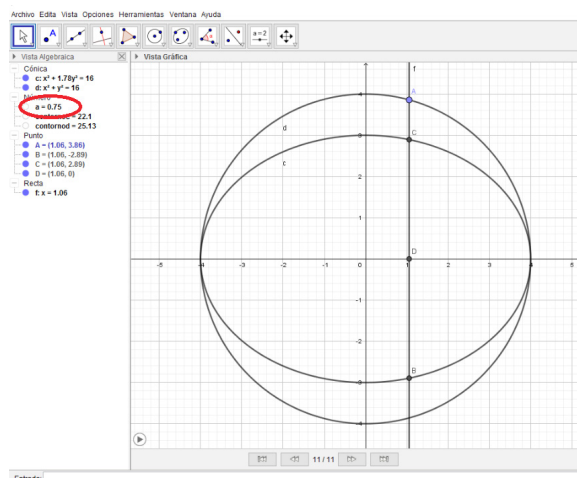 Archivo Edita Vista Opciones Herramientas Ventana Ayuda
A
a=2
Vista Algebraica
Vista Gráfica
Cónica
c: x² + 1.78y² = 16
d: x² + y² = 16
Número
a = 0.75
contornoc = 22.1
contornod = 25.13
Punto
A = (1.06, 3.86)
B = (1.06, -2.89)
C = (1.06, 2.89)
D = (1.06, 0)
Recta
f: x = 1.06
f
4
A
d
3
C
c
2
1
D
-5 -4 -3 -2 -1 0 1 2 3 4 5
-1
-2
B
-3
-4
11 / 11
Entrada: